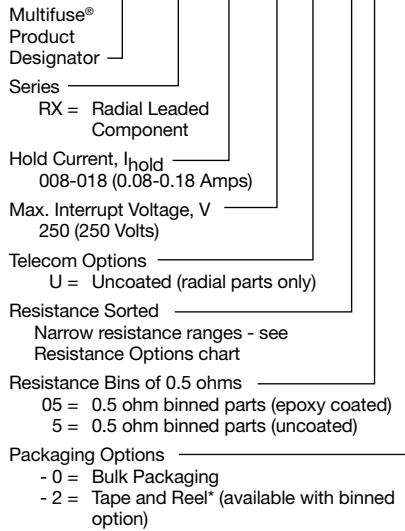 Multifuse®
Product
Designator
Series
RX = Radial Leaded
Component
Hold Current, Ihold
008-018 (0.08-0.18 Amps)
Max. Interrupt Voltage, V
250 (250 Volts)
Telecom Options
U = Uncoated (radial parts only)
Resistance Sorted
Narrow resistance ranges - see
Resistance Options chart
Resistance Bins of 0.5 ohms
05 = 0.5 ohm binned parts (epoxy coated)
5 = 0.5 ohm binned parts (uncoated)
Packaging Options
- 0 = Bulk Packaging
- 2 = Tape and Reel* (available with binned
option)